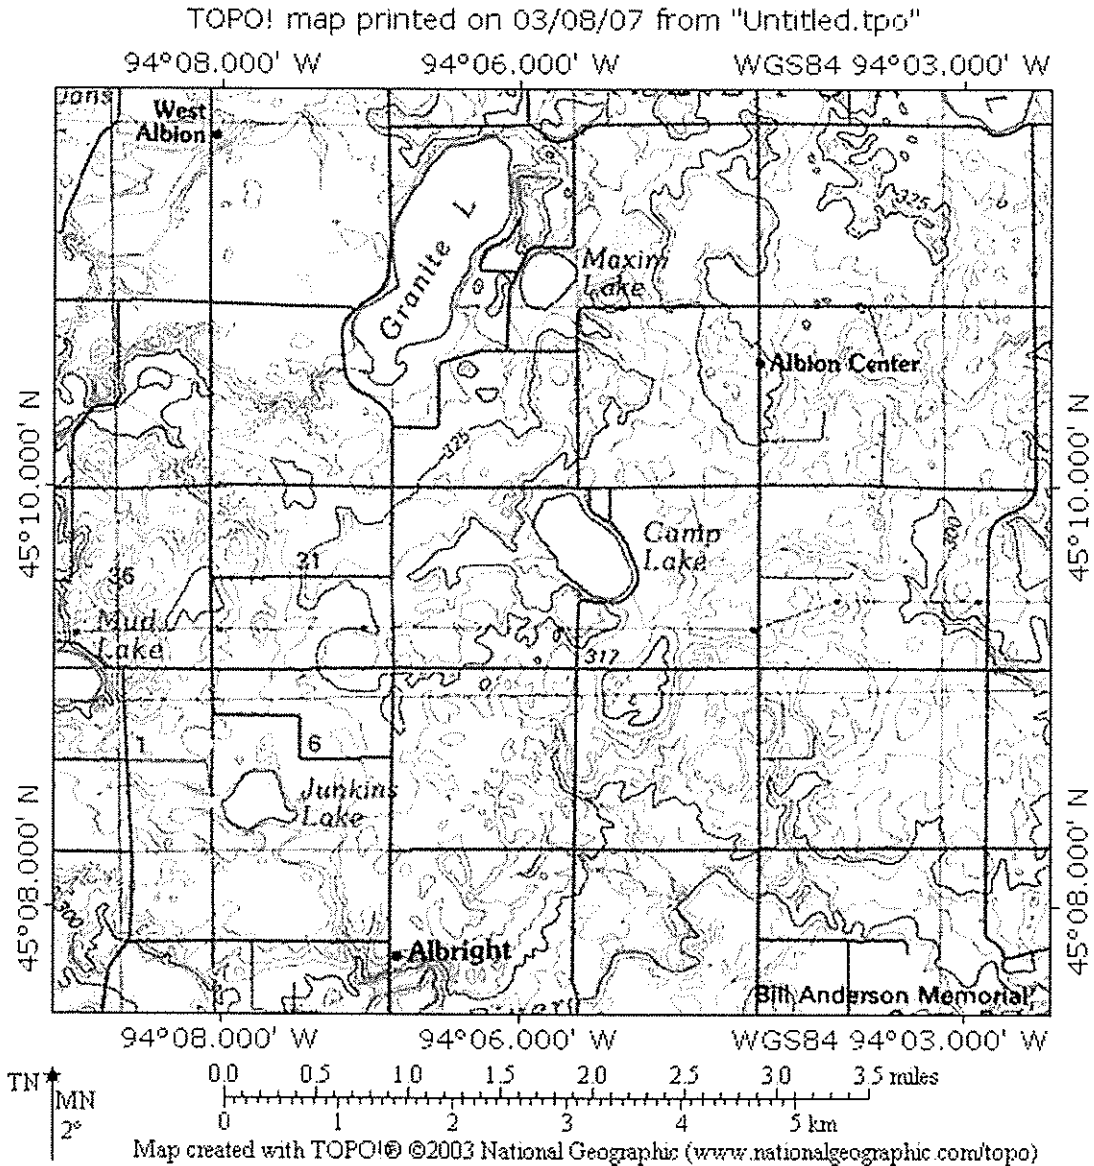 TOPO! map printed on 03/08/07 from "Untitled.tpo"
94°08.000' W 94°06.000' W WGS84 94°03.000' W
West
Albion
8
325
Granite L
Maxim
Lake
Albion Center
45°10.000' N
45°10.000' N
325
Camp
Lake
36
31
Mud
Lake
317
1
6
Junkins
Lake
45°08.000' N
45°08.000' N
Albright
Bill Anderson Memorial
94°08.000' W 94°06.000' W WGS84 94°03.000' W
TN★
MN
2°
0.0 0.5 1.0 1.5 2.0 2.5 3.0 3.5 miles
0 1 2 3 4 5 km
Map created with TOPO!® ©2003 National Geographic (www.nationalgeographic.com/topo)